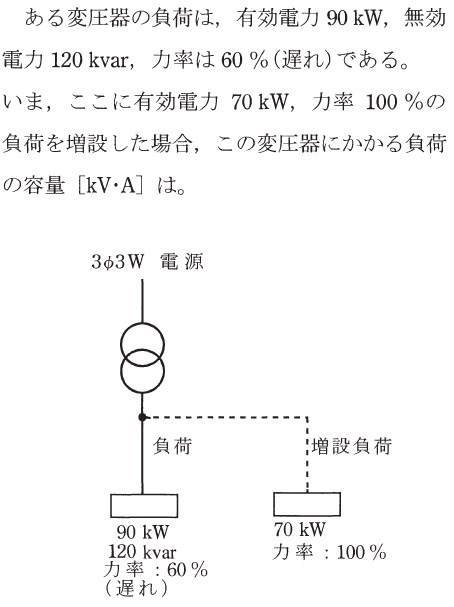 ある変圧器の負荷は，有効電力 90 kW，無効
電力 120 kvar，力率は 60 %(遅れ)である。
いま，ここに有効電力 70 kW，力率 100 %の
負荷を増設した場合，この変圧器にかかる負荷
の容量［kV･A］は。
3φ3W 電源
負荷
増設負荷
90 kW
120 kvar
力率：60%
(遅れ)
70 kW
力率：100%